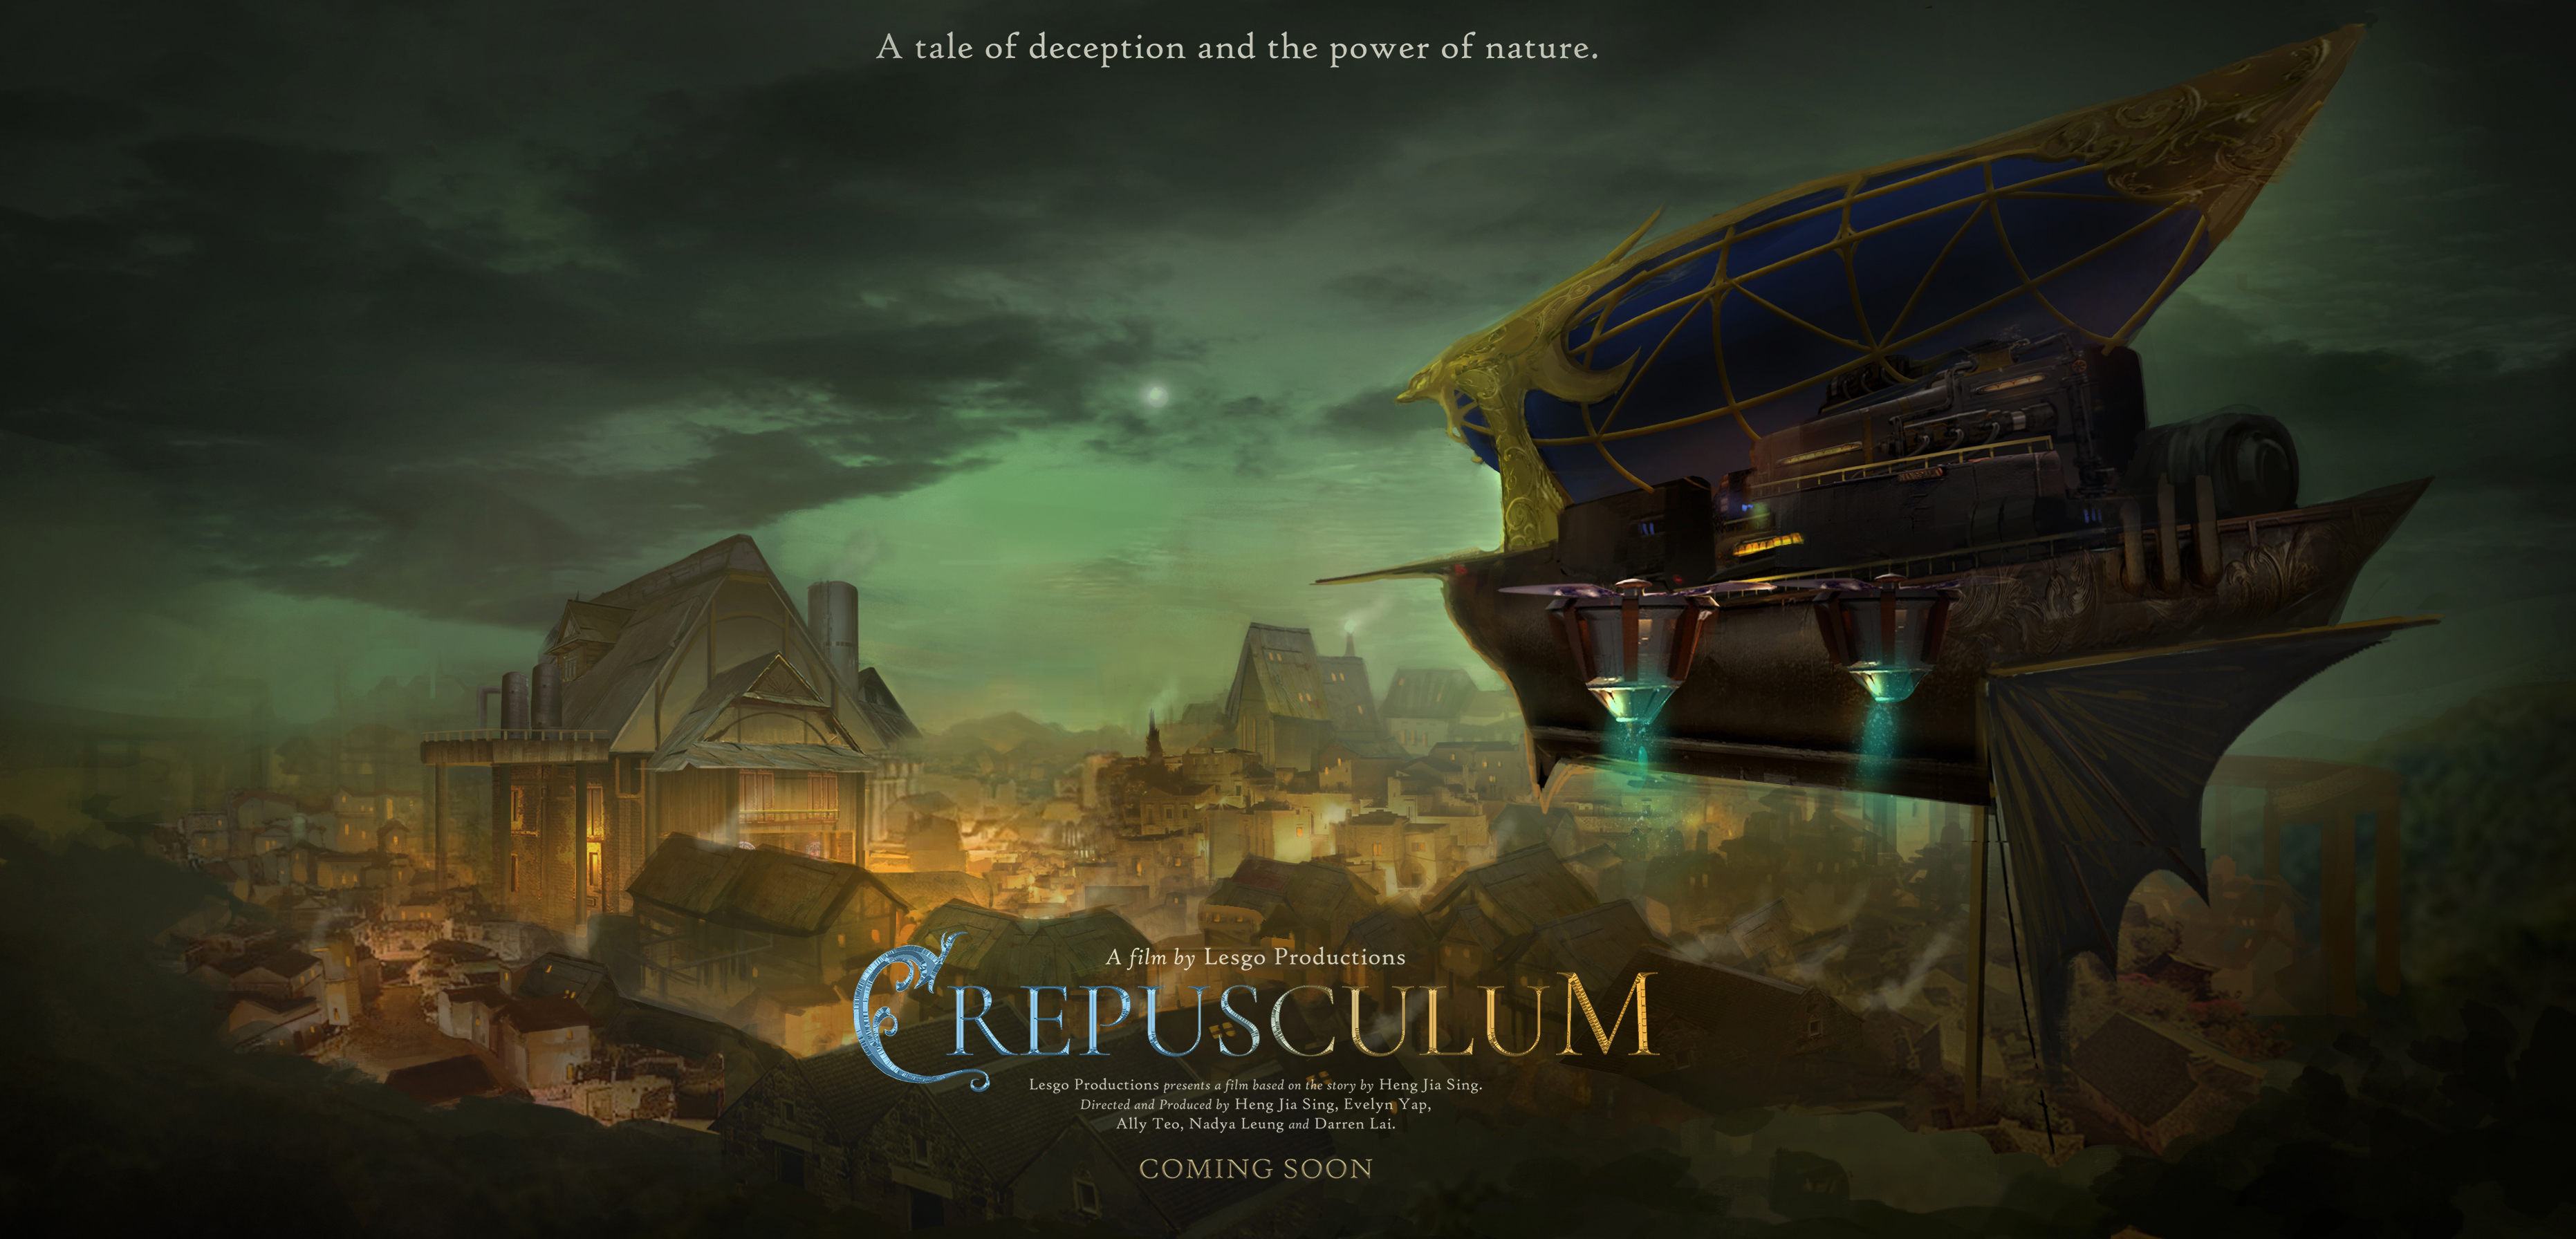 A tale of deception and the power of nature.
A film by Lesgo Productions
CREPUSCULUM
Lesgo Productions presents a film based on the story by Heng Jia Sing.
Directed and Produced by Heng Jia Sing, Evelyn Yap,
Ally Teo, Nadya Leung and Darren Lai.
COMING SOON